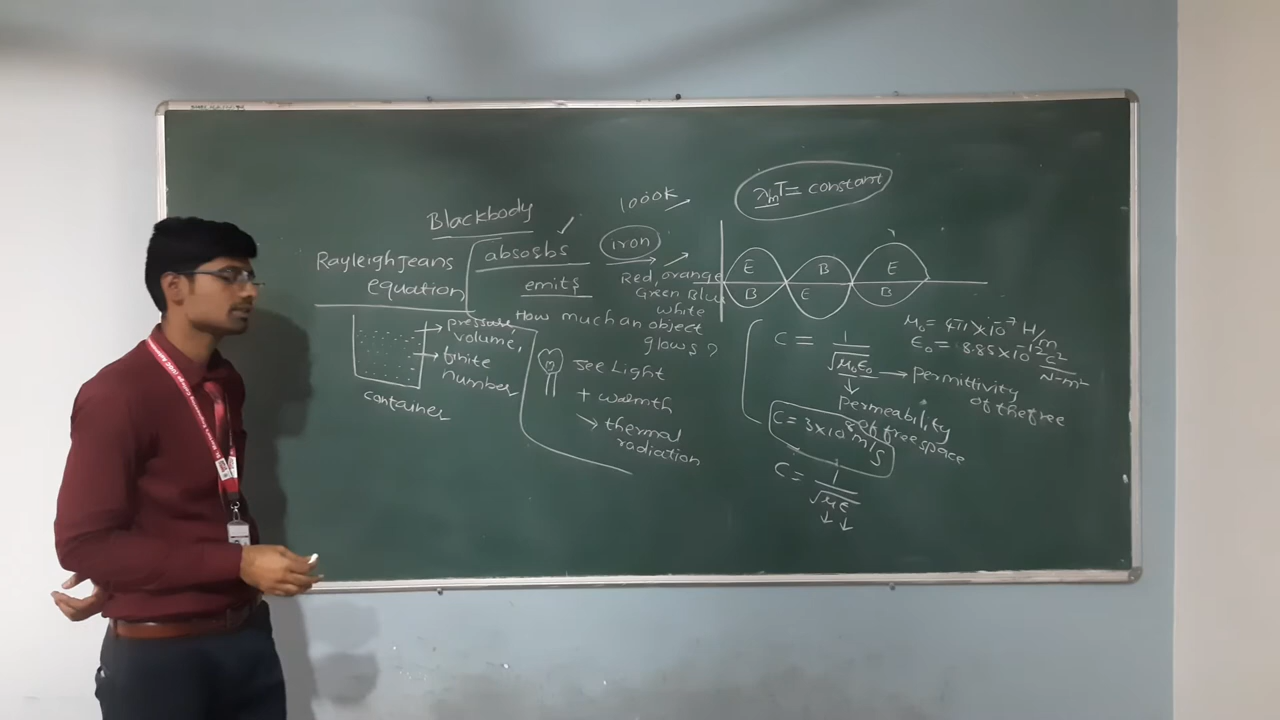 Blackbody
Rayleigh Jeans
equation
absorbs
emits
1000K
iron
Red, orange
Green Blue
white
How much an object
glows ?
container
pressure,
volume,
finite
number
see Light
+ warmth
→ thermal
radiation
λmT = constant
E B E
B E B
C = 1/√μ₀ε₀
→ permittivity
of the free
permeability
of free space
μ₀ = 4π × 10⁻⁷ H/m
ε₀ = 8.85 × 10⁻¹² C²/N-m²
C = 3×10⁸ m/s
C = 1/√με